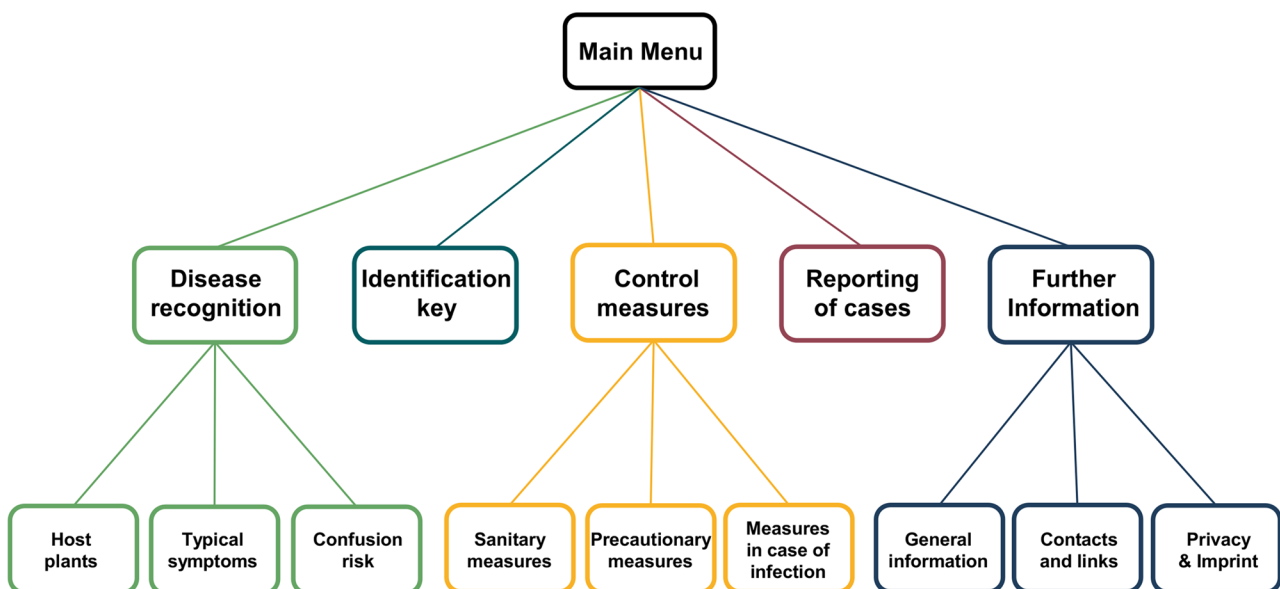 Main Menu
Disease
recognition
Identification
key
Control
measures
Reporting
of cases
Further
Information
Host
plants
Typical
symptoms
Confusion
risk
Sanitary
measures
Precautionary
measures
Measures
in case of
infection
General
information
Contacts
and links
Privacy
& Imprint